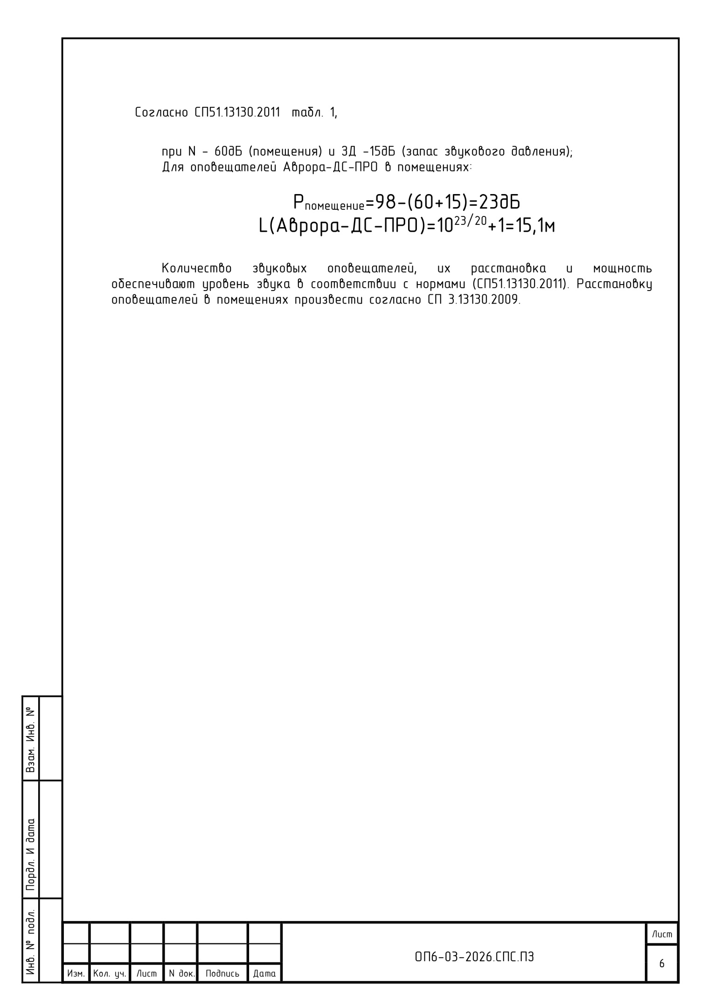 Согласно СП51.13130.2011 табл. 1,
при N - 60дБ (помещения) и ЗД -15дБ (запас звукового давления);
Для оповещателей Аврора-ДС-ПРО в помещениях:
Рпомещение=98-(60+15)=23дБ
L(Аврора-ДС-ПРО)=10^23/20+1=15,1м
Количество звуковых оповещателей, их расстановка и мощность
обеспечивают уровень звука в соответствии с нормами (СП51.13130.2011). Расстановку
оповещателей в помещениях произвести согласно СП 3.13130.2009.
Взам. Инв. №
Пордл. И дата
Инв. № подл.
Изм. Кол. уч. Лист N док. Подпись Дата
ОП6-03-2026.СПС.ПЗ
Лист
6